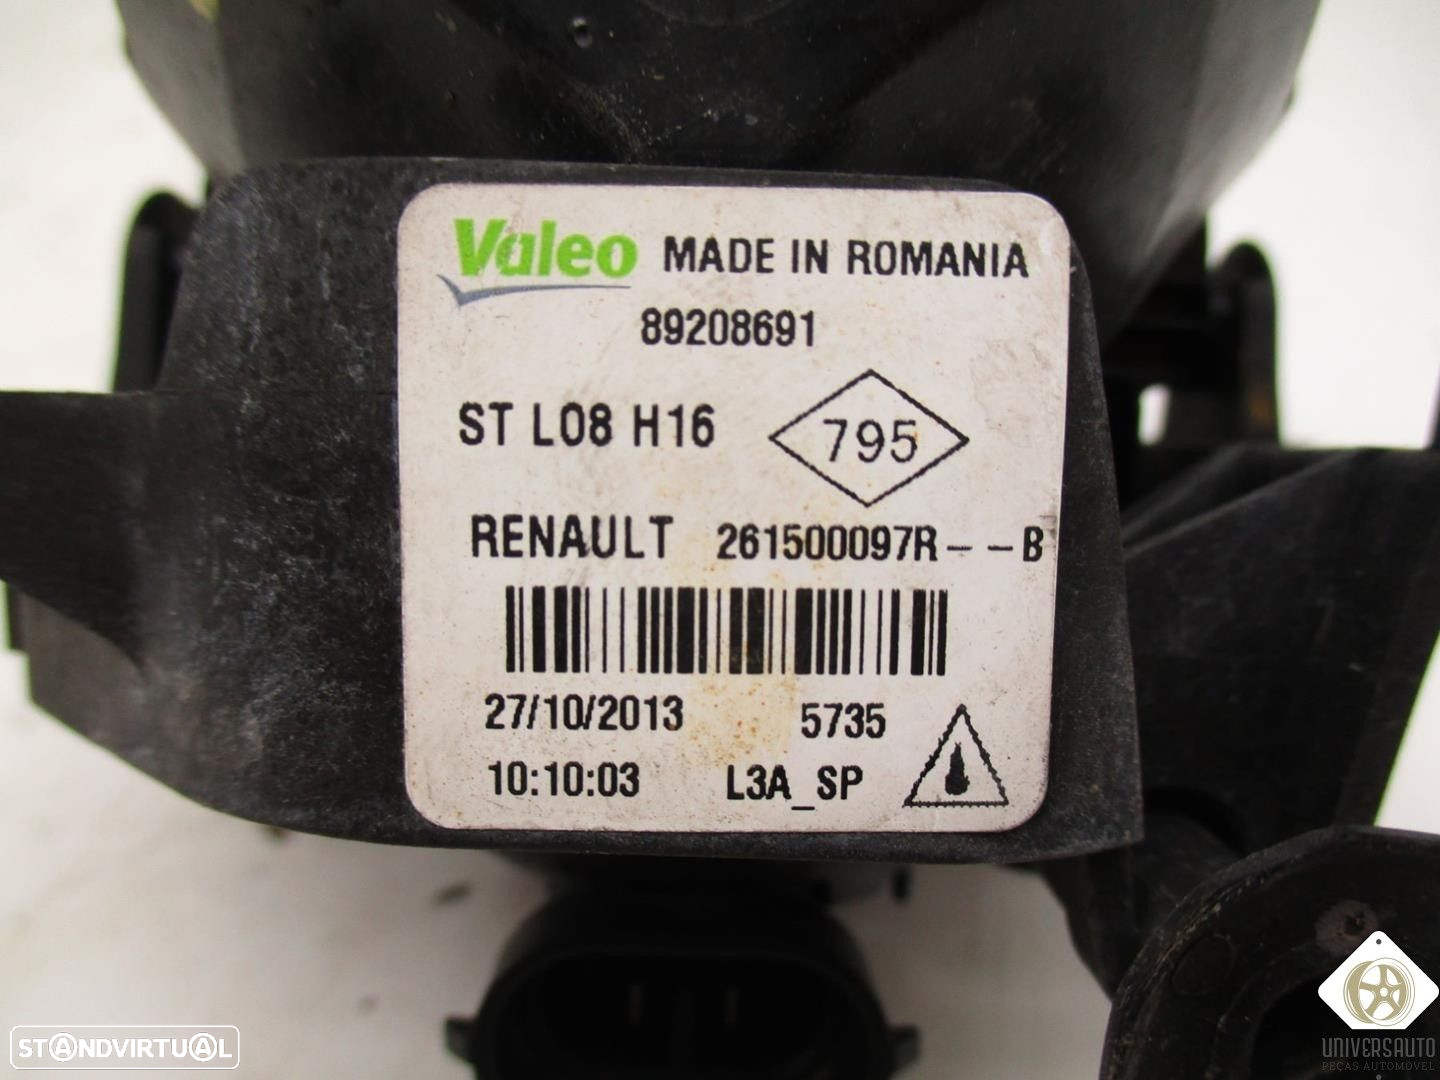 Valeo MADE IN ROMANIA
89208691
ST L08 H16
795
RENAULT 261500097R--B
27/10/2013 5735
10:10:03 L3A_SP
STANDVIRTUAL
UNIVERSAUTO
PEÇAS AUTOMÓVEL